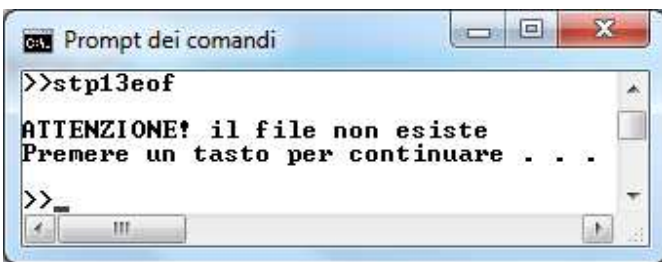 Prompt dei comandi
>>stp13eof
ATTENZIONE! il file non esiste
Premere un tasto per continuare . . .
>>_